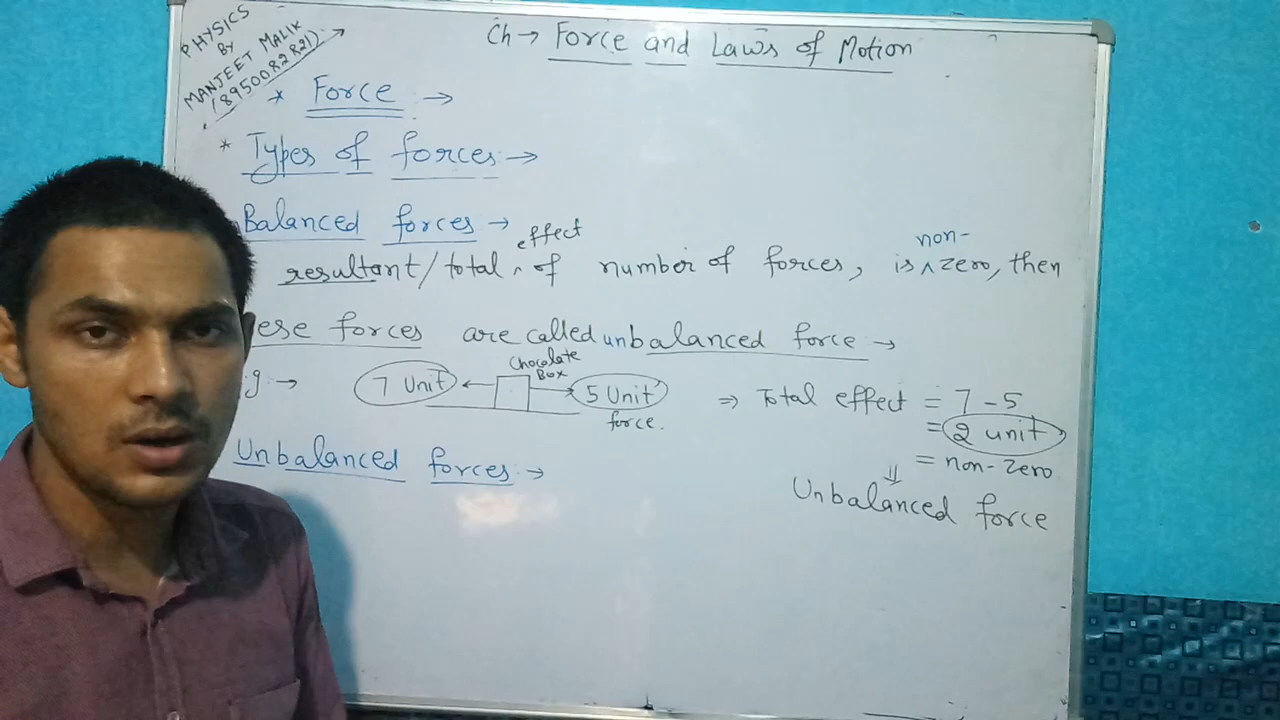 PHYSICS
BY
MANJEET MALIK
(89500R2R21)
Ch→ Force and Laws of Motion
* Force →
* Types of forces →
Balanced forces →
effect
non-
resultant/total ^ of number of forces, is ^ zero, then
ese forces are called unbalanced force →
Chocolate
Box
g → 7 Unit 5 Unit ⇒ Total effect = 7 - 5
force.
= 2 unit
= non-zero
Unbalanced forces →
⇓
Unbalanced force